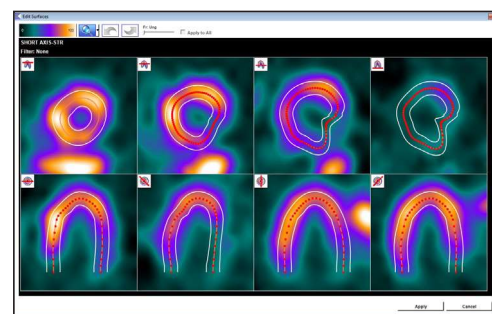 Edit Surfaces
Apply to All
SHORT AXIS-STR
Filter: None
Apply
Cancel